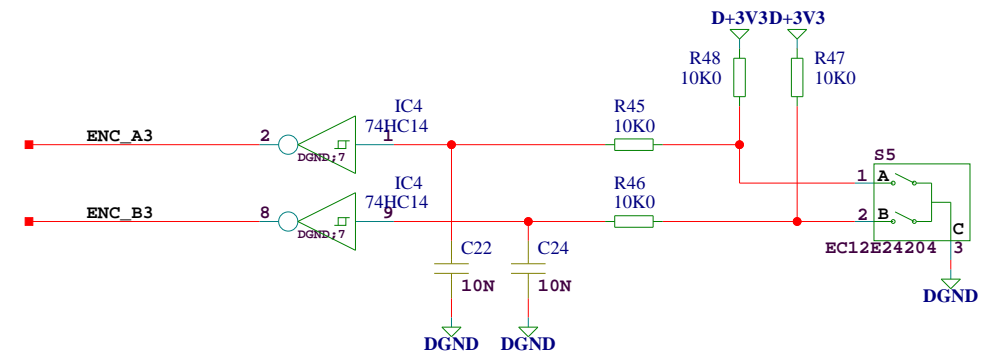 D+3V3 D+3V3
R48
10K0
R47
10K0
IC4
74HC14
R45
10K0
ENC_A3
2
1
DGND;7
S5
IC4
74HC14
R46
10K0
1
A
ENC_B3
8
9
DGND;7
2
B
C
EC12E24204
3
C22
10N
C24
10N
DGND
DGND
DGND